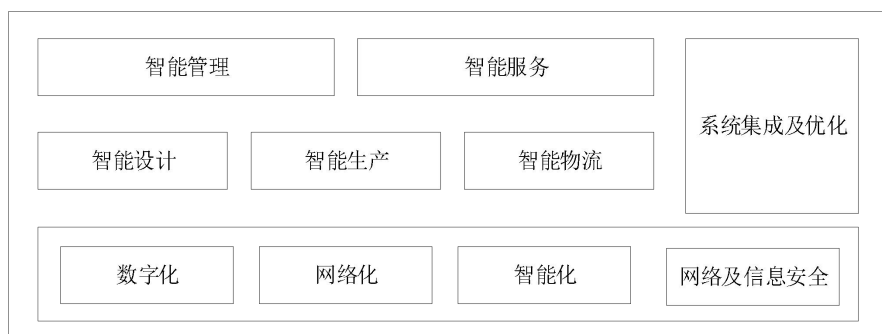 智能管理
智能服务
系统集成及优化
智能设计
智能生产
智能物流
数字化
网络化
智能化
网络及信息安全